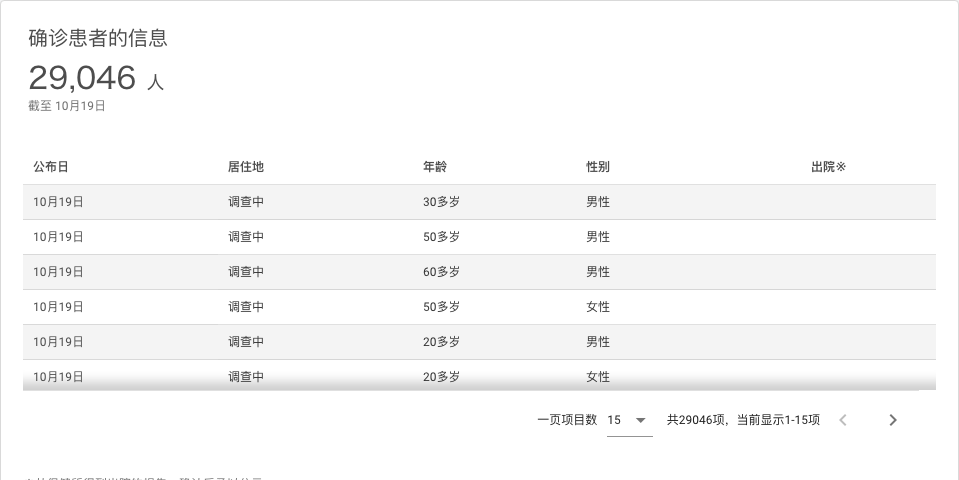 确诊患者的信息
29,046 人
截至 10月19日
公布日 居住地 年龄 性别 出院※
10月19日 调查中 30多岁 男性
10月19日 调查中 50多岁 男性
10月19日 调查中 60多岁 男性
10月19日 调查中 50多岁 女性
10月19日 调查中 20多岁 男性
10月19日 调查中 20多岁 女性
一页项目数 15 共29046项，当前显示1-15项